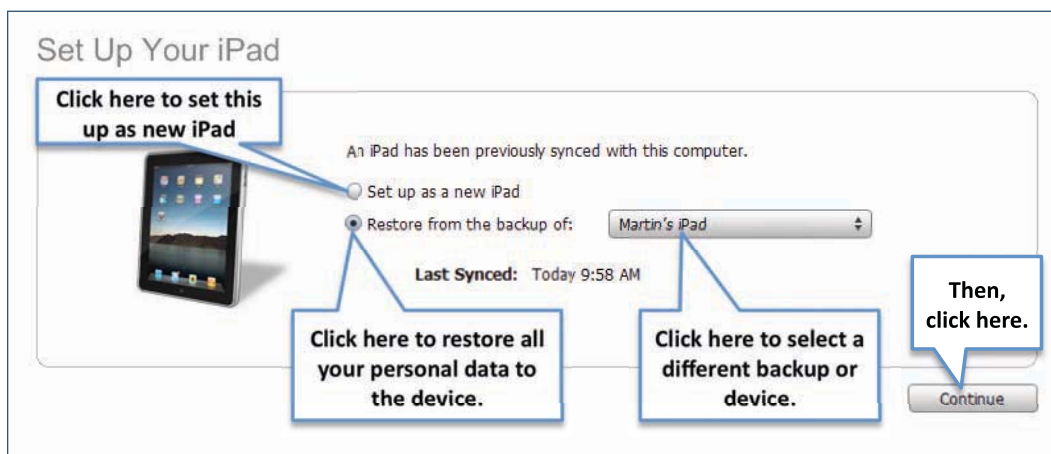 Set Up Your iPad
Click here to set this
up as new iPad
An iPad has been previously synced with this computer.
Set up as a new iPad
Restore from the backup of:
Martin's iPad
Last Synced: Today 9:58 AM
Then,
click here.
Click here to restore all
your personal data to
the device.
Click here to select a
different backup or
device.
Continue